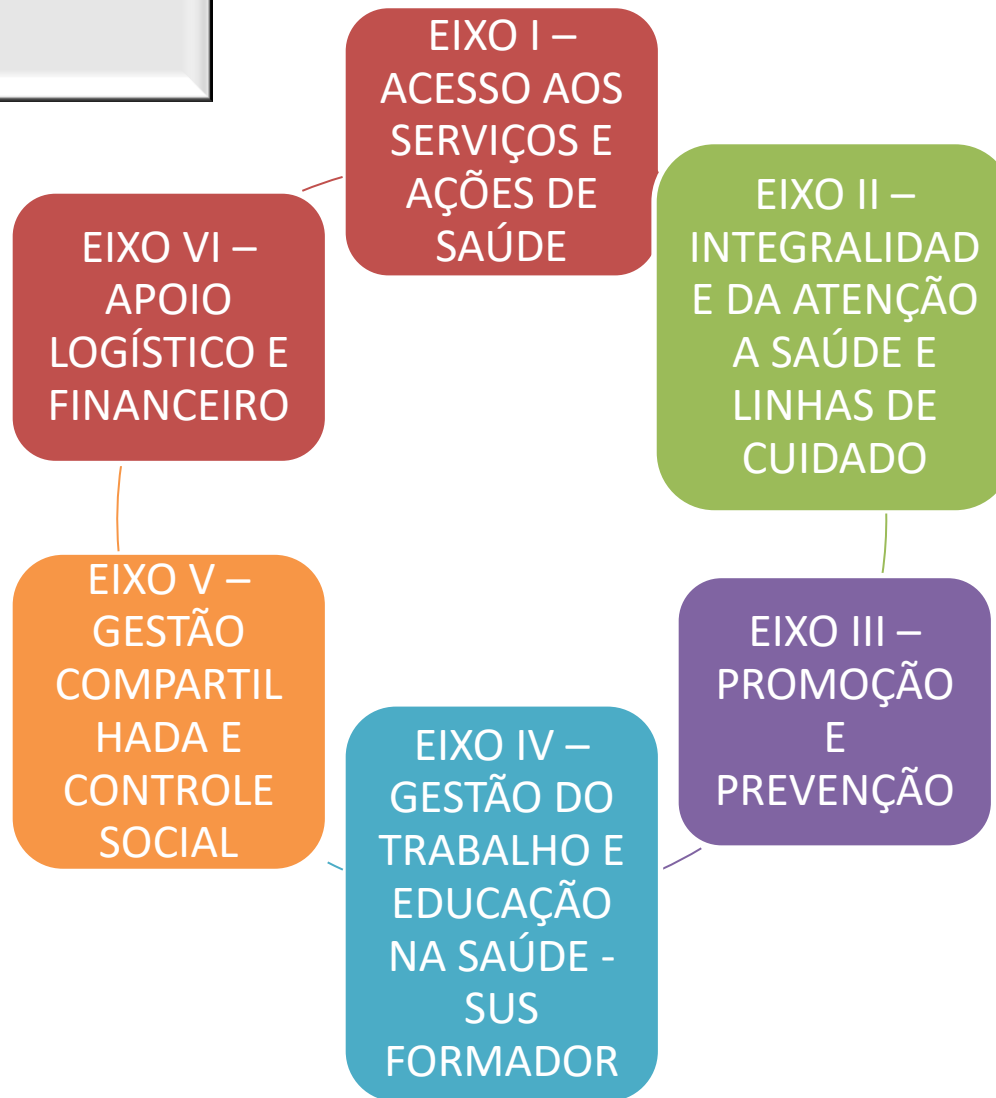 EIXO I –
ACESSO AOS
SERVIÇOS E
AÇÕES DE
SAÚDE
EIXO II –
INTEGRALIDAD
E DA ATENÇÃO
A SAÚDE E
LINHAS DE
CUIDADO
EIXO III –
PROMOÇÃO
E
PREVENÇÃO
EIXO IV –
GESTÃO DO
TRABALHO E
EDUCAÇÃO
NA SAÚDE -
SUS
FORMADOR
EIXO V –
GESTÃO
COMPARTIL
HADA E
CONTROLE
SOCIAL
EIXO VI –
APOIO
LOGÍSTICO E
FINANCEIRO